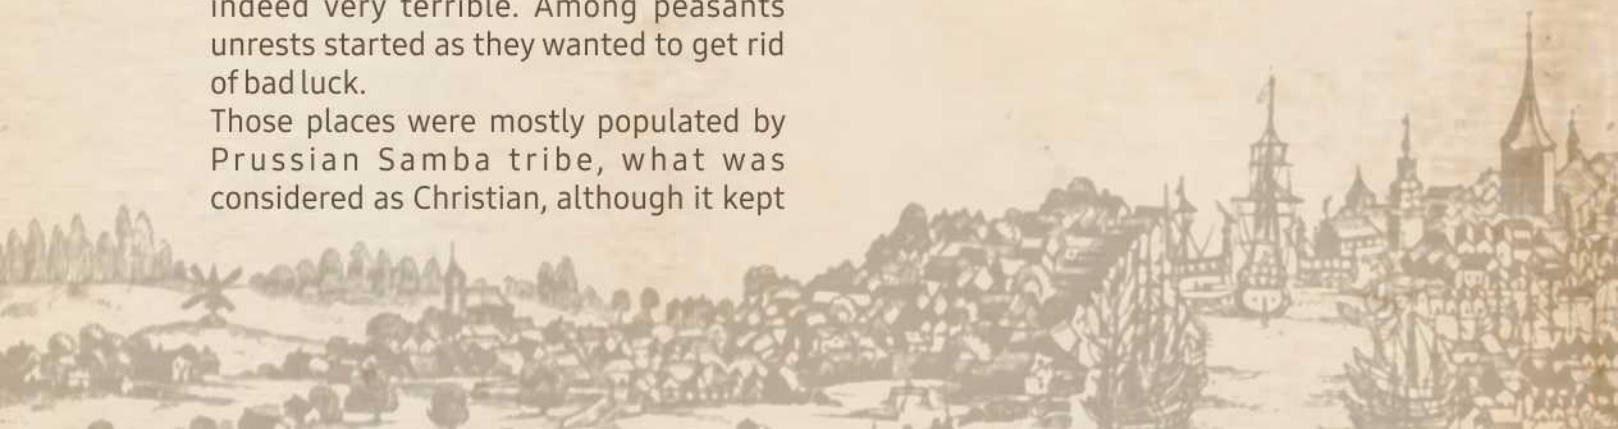 indeed very terrible. Among peasants
unrests started as they wanted to get rid
of bad luck.
Those places were mostly populated by
Prussian Samba tribe, what was
considered as Christian, although it kept